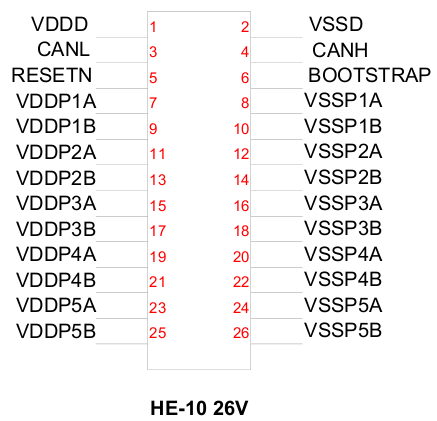 VDDD 1 2 VSSD
CANL 3 4 CANH
RESETN 5 6 BOOTSTRAP
VDDP1A 7 8 VSSP1A
VDDP1B 9 10 VSSP1B
VDDP2A 11 12 VSSP2A
VDDP2B 13 14 VSSP2B
VDDP3A 15 16 VSSP3A
VDDP3B 17 18 VSSP3B
VDDP4A 19 20 VSSP4A
VDDP4B 21 22 VSSP4B
VDDP5A 23 24 VSSP5A
VDDP5B 25 26 VSSP5B
HE-10 26V